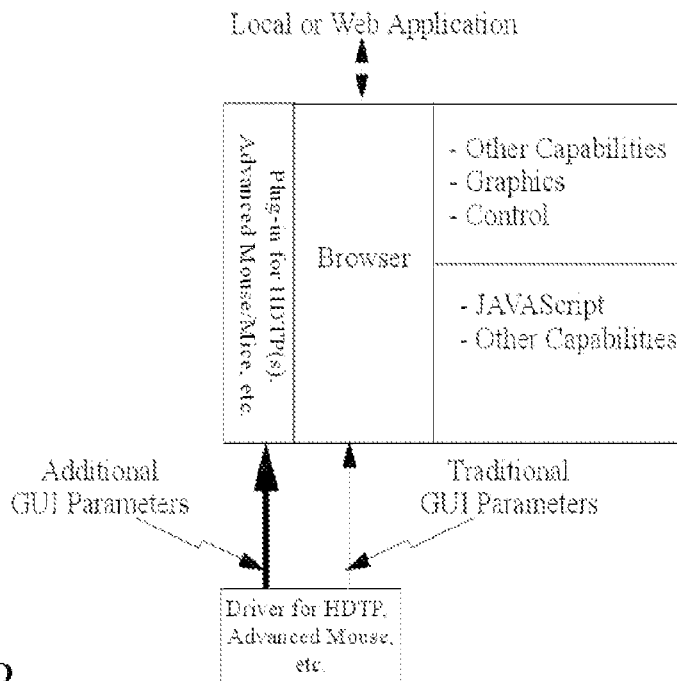 Local or Web Application
Plug-in for HDTP(s),
Advanced Mouse/Mice, etc.
Browser
- Other Capabilities
- Graphics
- Control
- JAVAScript
- Other Capabilities
Additional
GUI Parameters
Traditional
GUI Parameters
Driver for HDTP,
Advanced Mouse,
etc.